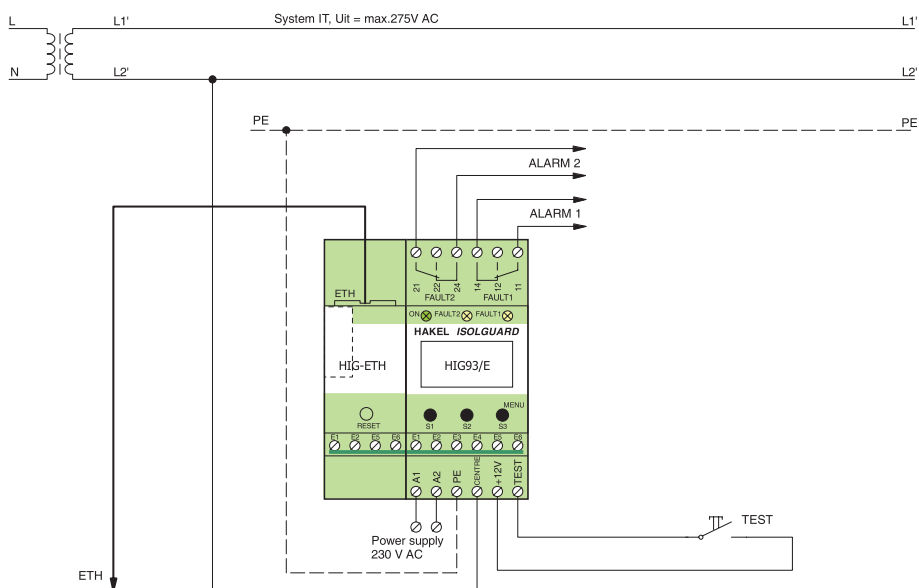 System IT, Uit = max.275V AC
L L1' L1'
N L2' L2'
PE PE
ALARM 2
ALARM 1
21 22 24 14 12 11
ETH
FAULT2 FAULT1
ON FAULT2 FAULT1
HAKEL ISOLGUARD
HIG-ETH HIG93/E
MENU
RESET S1 S2 S3
E1 E2 E5 E6 E1 E2 E3 E4 E5 E6
A1 A2 PE CENTRE +12V TEST
TEST
Power supply
230 V AC
ETH